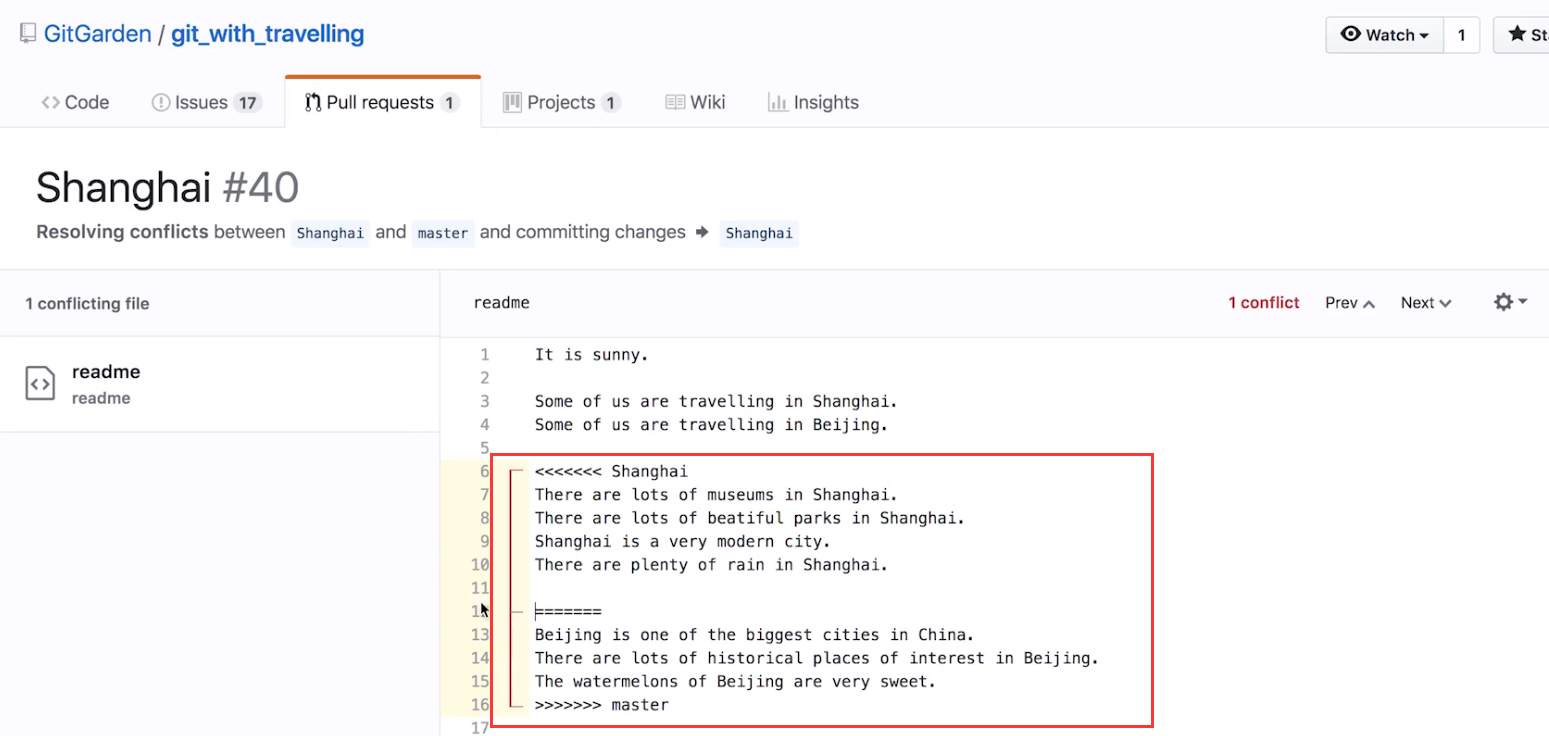 GitGarden / git_with_travelling
Watch 1
Code Issues 17 Pull requests 1 Projects 1 Wiki Insights
Shanghai #40
Resolving conflicts between Shanghai and master and committing changes Shanghai
1 conflicting file
readme 1 conflict Prev Next
readme
readme
1 It is sunny.
2
3 Some of us are travelling in Shanghai.
4 Some of us are travelling in Beijing.
5
6 <<<<<<< Shanghai
7 There are lots of museums in Shanghai.
8 There are lots of beatiful parks in Shanghai.
9 Shanghai is a very modern city.
10 There are plenty of rain in Shanghai.
11
=======
13 Beijing is one of the biggest cities in China.
14 There are lots of historical places of interest in Beijing.
15 The watermelons of Beijing are very sweet.
16 >>>>>>> master
17